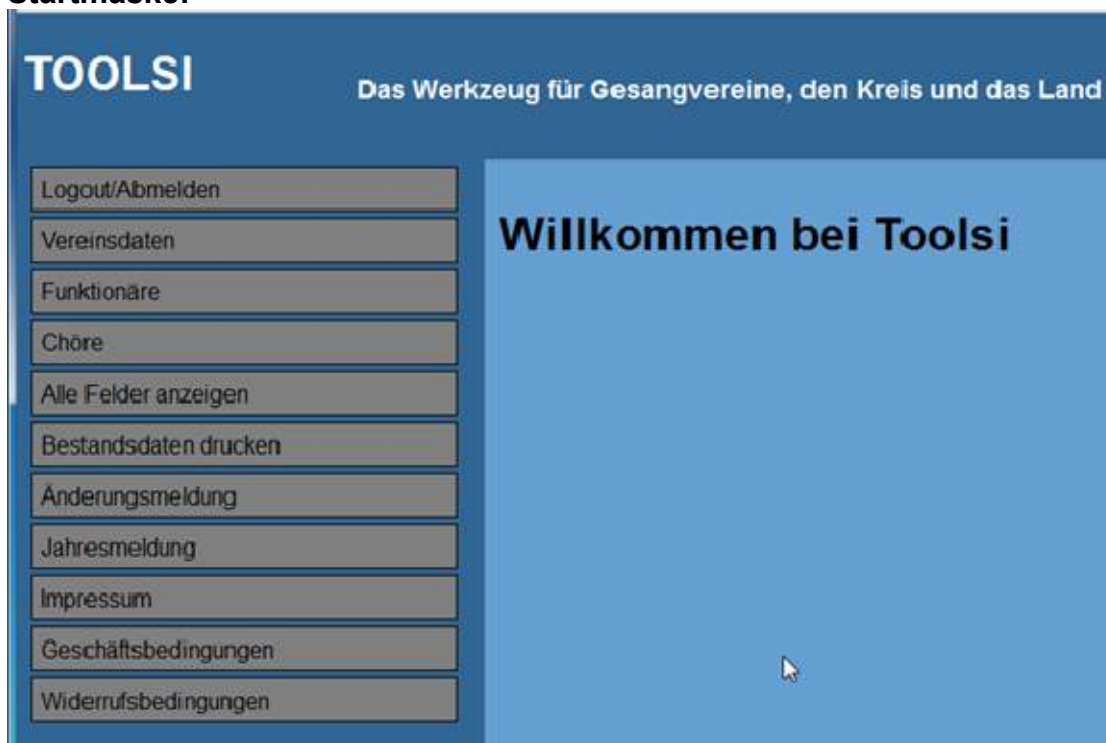 TOOLSI
Das Werkzeug für Gesangvereine, den Kreis und das Land
Logout/Abmelden
Vereinsdaten
Funktionäre
Chöre
Alle Felder anzeigen
Bestandsdaten drucken
Änderungsmeldung
Jahresmeldung
Impressum
Geschäftsbedingungen
Widerrufsbedingungen
Willkommen bei Toolsi